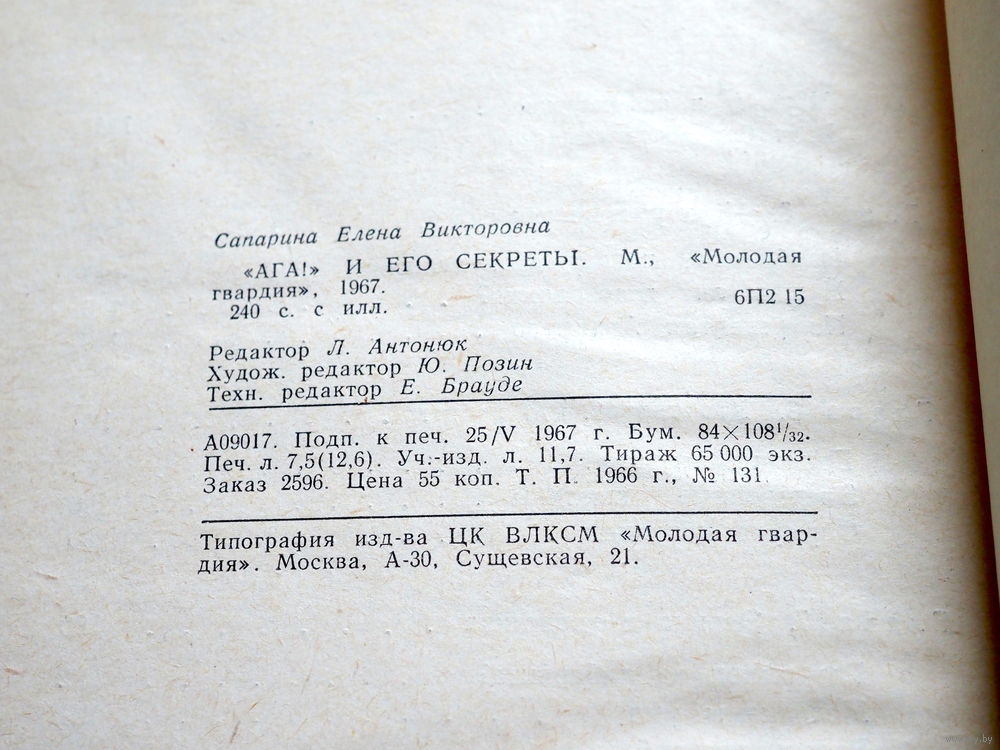 Сапарина Елена Викторовна
«АГА!» И ЕГО СЕКРЕТЫ. М., «Молодая
гвардия», 1967.
240 с. с илл. 6П2 15
Редактор Л. Антонюк
Худож. редактор Ю. Позин
Техн. редактор Е. Брауде
А09017. Подп. к печ. 25/V 1967 г. Бум. 84×108¹/₃₂.
Печ. л. 7,5(12,6). Уч.-изд. л. 11,7. Тираж 65 000 экз.
Заказ 2596. Цена 55 коп. Т. П. 1966 г., № 131.
Типография изд-ва ЦК ВЛКСМ «Молодая гвар-
дия». Москва, А-30, Сущевская, 21.